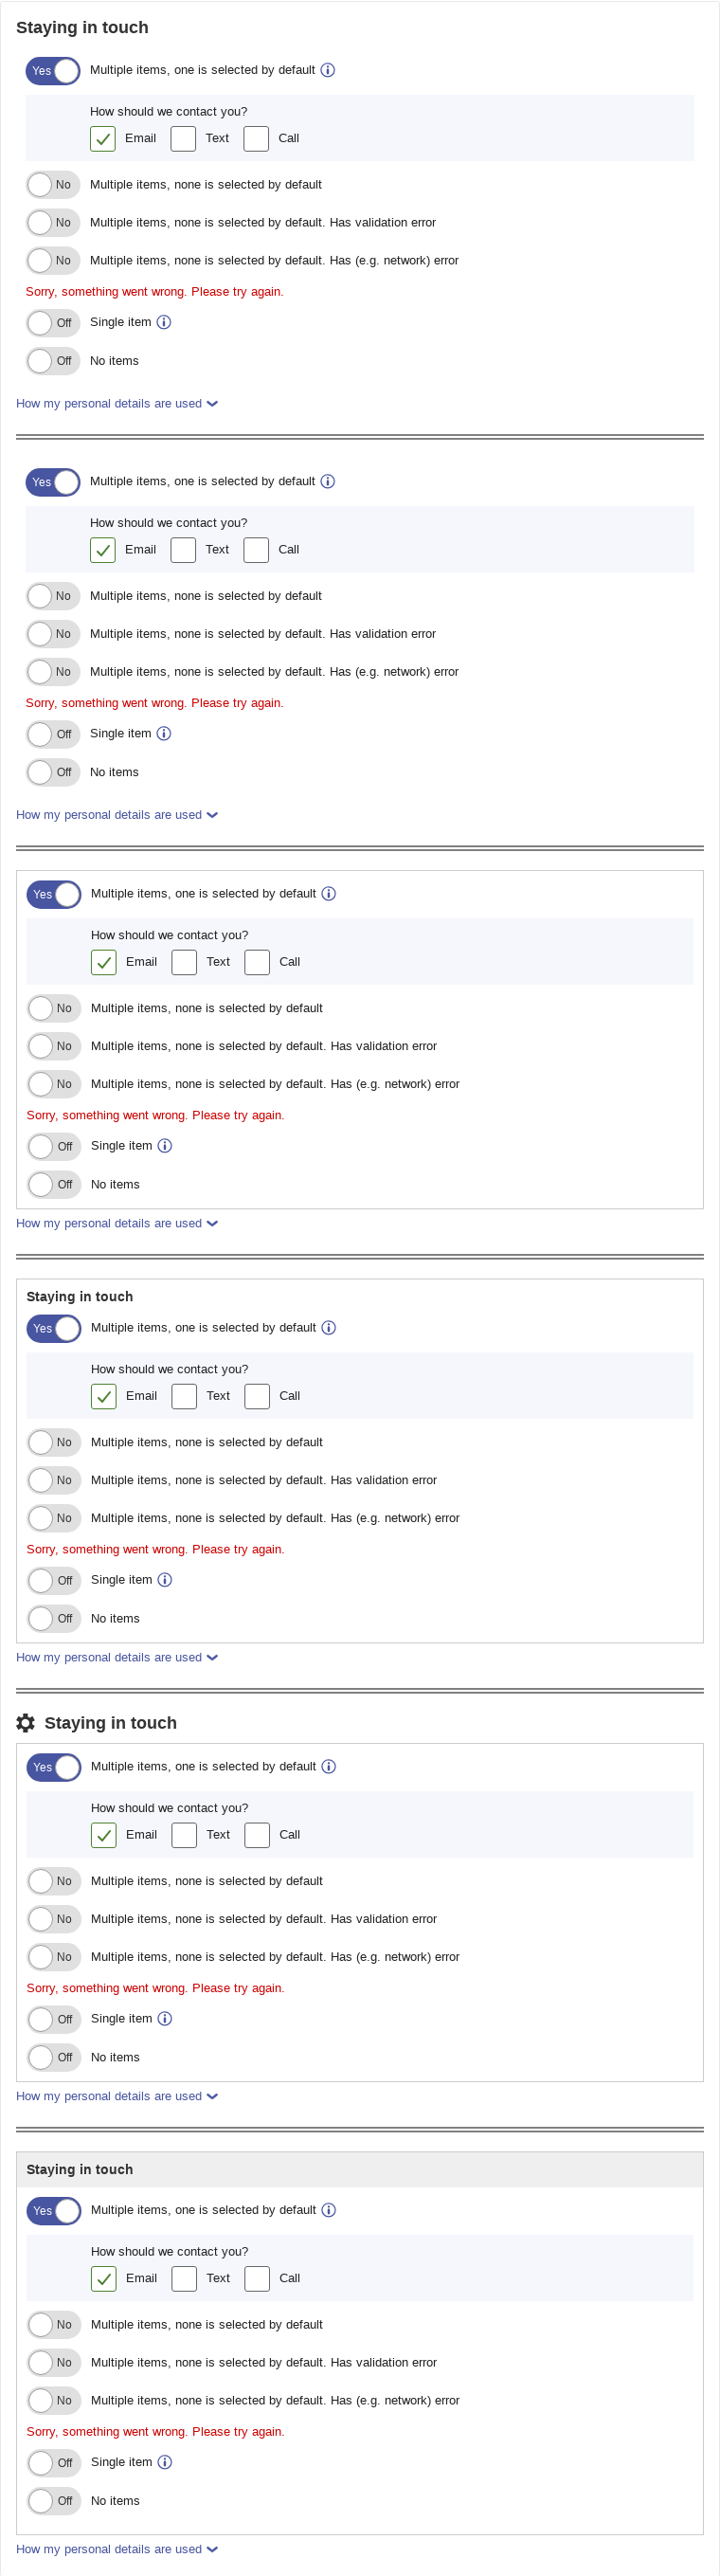 Staying in touch
Yes Multiple items, one is selected by default
How should we contact you?
Email Text Call
No Multiple items, none is selected by default
No Multiple items, none is selected by default. Has validation error
No Multiple items, none is selected by default. Has (e.g. network) error
Sorry, something went wrong. Please try again.
Off Single item
Off No items
How my personal details are used
Yes Multiple items, one is selected by default
How should we contact you?
Email Text Call
No Multiple items, none is selected by default
No Multiple items, none is selected by default. Has validation error
No Multiple items, none is selected by default. Has (e.g. network) error
Sorry, something went wrong. Please try again.
Off Single item
Off No items
How my personal details are used
Yes Multiple items, one is selected by default
How should we contact you?
Email Text Call
No Multiple items, none is selected by default
No Multiple items, none is selected by default. Has validation error
No Multiple items, none is selected by default. Has (e.g. network) error
Sorry, something went wrong. Please try again.
Off Single item
Off No items
How my personal details are used
Staying in touch
Yes Multiple items, one is selected by default
How should we contact you?
Email Text Call
No Multiple items, none is selected by default
No Multiple items, none is selected by default. Has validation error
No Multiple items, none is selected by default. Has (e.g. network) error
Sorry, something went wrong. Please try again.
Off Single item
Off No items
How my personal details are used
Staying in touch
Yes Multiple items, one is selected by default
How should we contact you?
Email Text Call
No Multiple items, none is selected by default
No Multiple items, none is selected by default. Has validation error
No Multiple items, none is selected by default. Has (e.g. network) error
Sorry, something went wrong. Please try again.
Off Single item
Off No items
How my personal details are used
Staying in touch
Yes Multiple items, one is selected by default
How should we contact you?
Email Text Call
No Multiple items, none is selected by default
No Multiple items, none is selected by default. Has validation error
No Multiple items, none is selected by default. Has (e.g. network) error
Sorry, something went wrong. Please try again.
Off Single item
Off No items
How my personal details are used